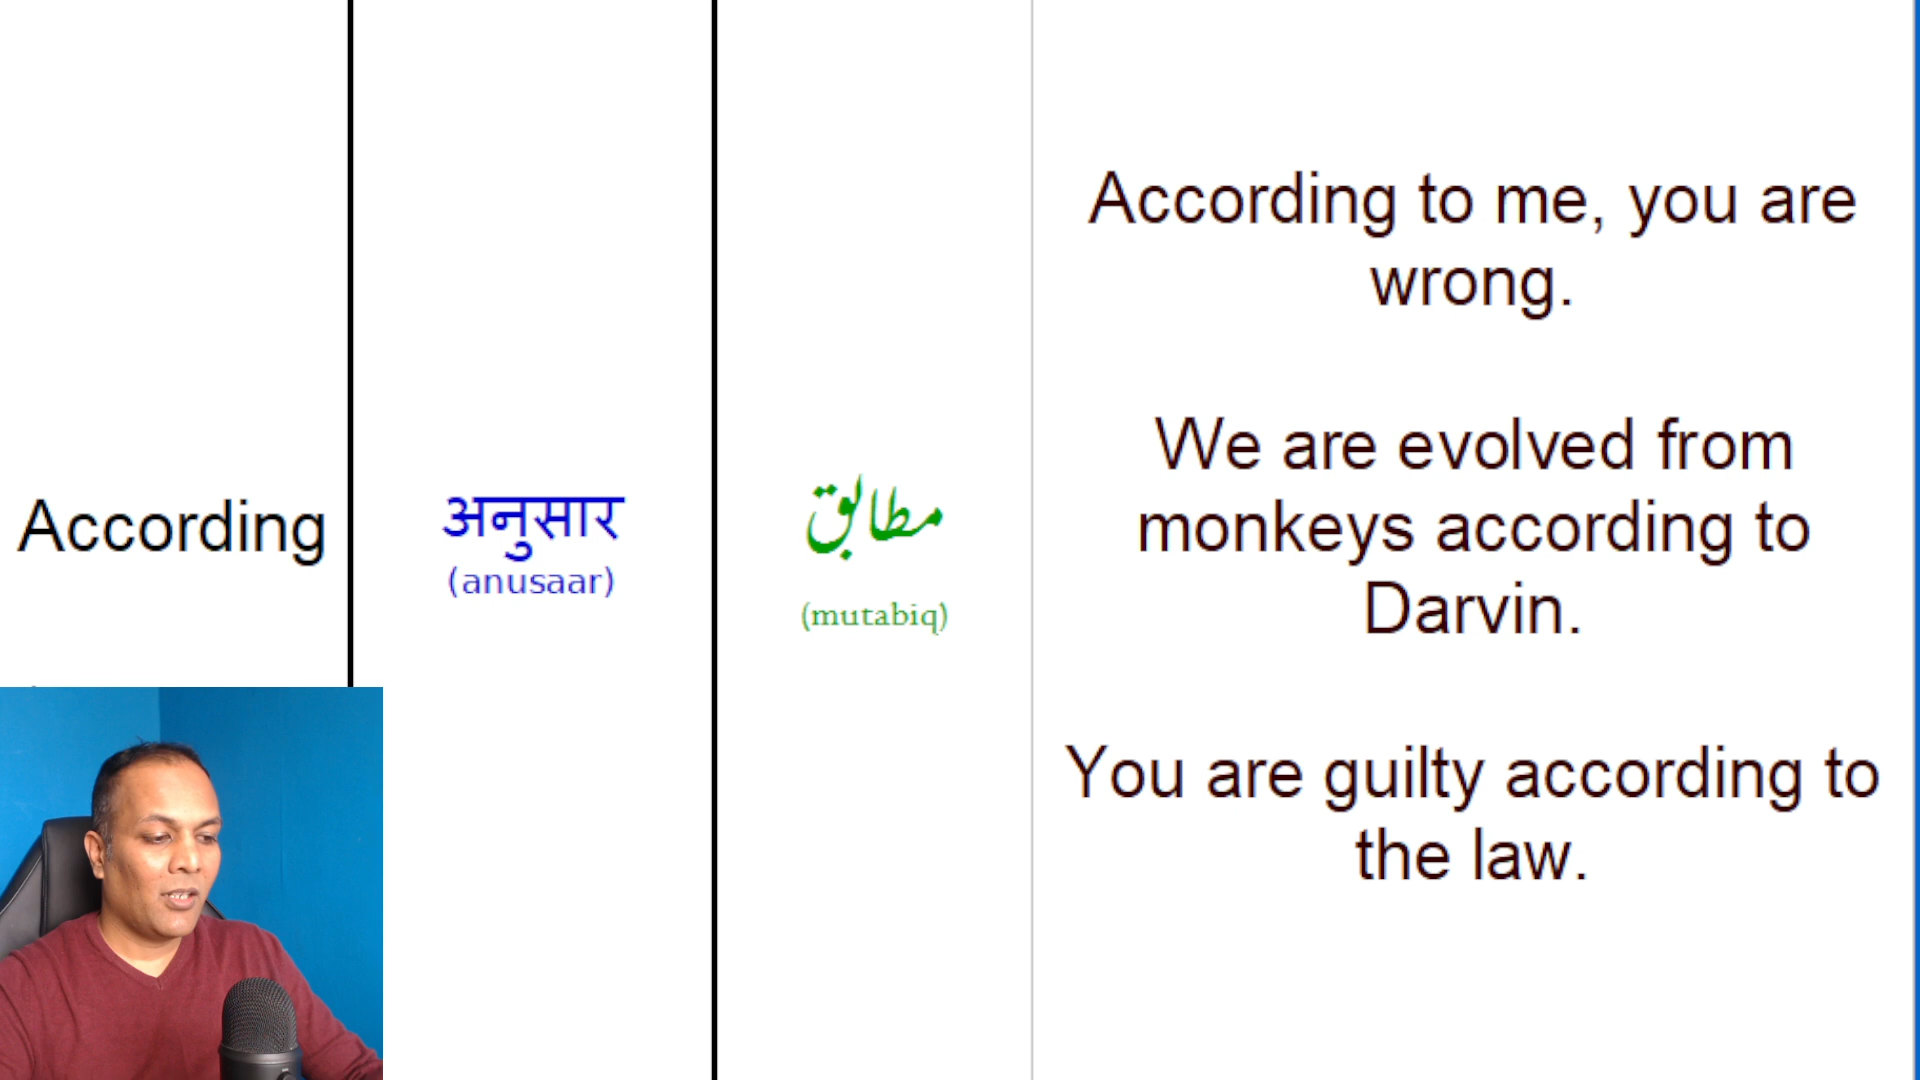 According
अनुसार
(anusaar)
مطابق
(mutabiq)
According to me, you are
wrong.
We are evolved from
monkeys according to
Darvin.
You are guilty according to
the law.